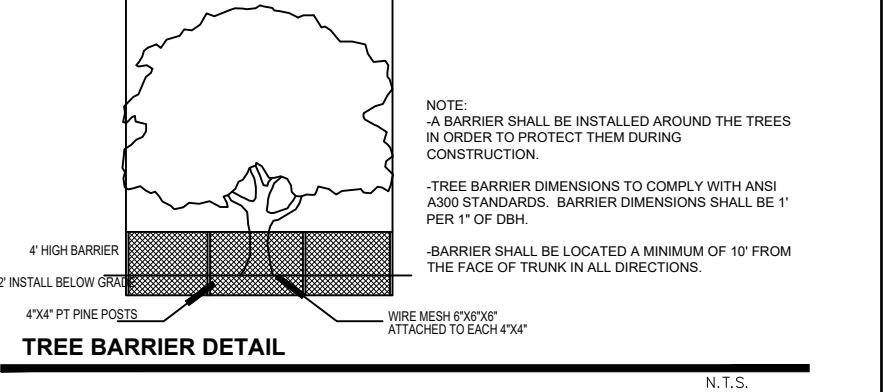 NOTE:
-A BARRIER SHALL BE INSTALLED AROUND THE TREES
IN ORDER TO PROTECT THEM DURING
CONSTRUCTION.
-TREE BARRIER DIMENSIONS TO COMPLY WITH ANSI
A300 STANDARDS. BARRIER DIMENSIONS SHALL BE 1'
PER 1" OF DBH.
-BARRIER SHALL BE LOCATED A MINIMUM OF 10' FROM
THE FACE OF TRUNK IN ALL DIRECTIONS.
4' HIGH BARRIER
2' INSTALL BELOW GRADE
4"X4" PT PINE POSTS
WIRE MESH 6"X6"X6"
ATTACHED TO EACH 4"X4"
TREE BARRIER DETAIL
N.T.S.